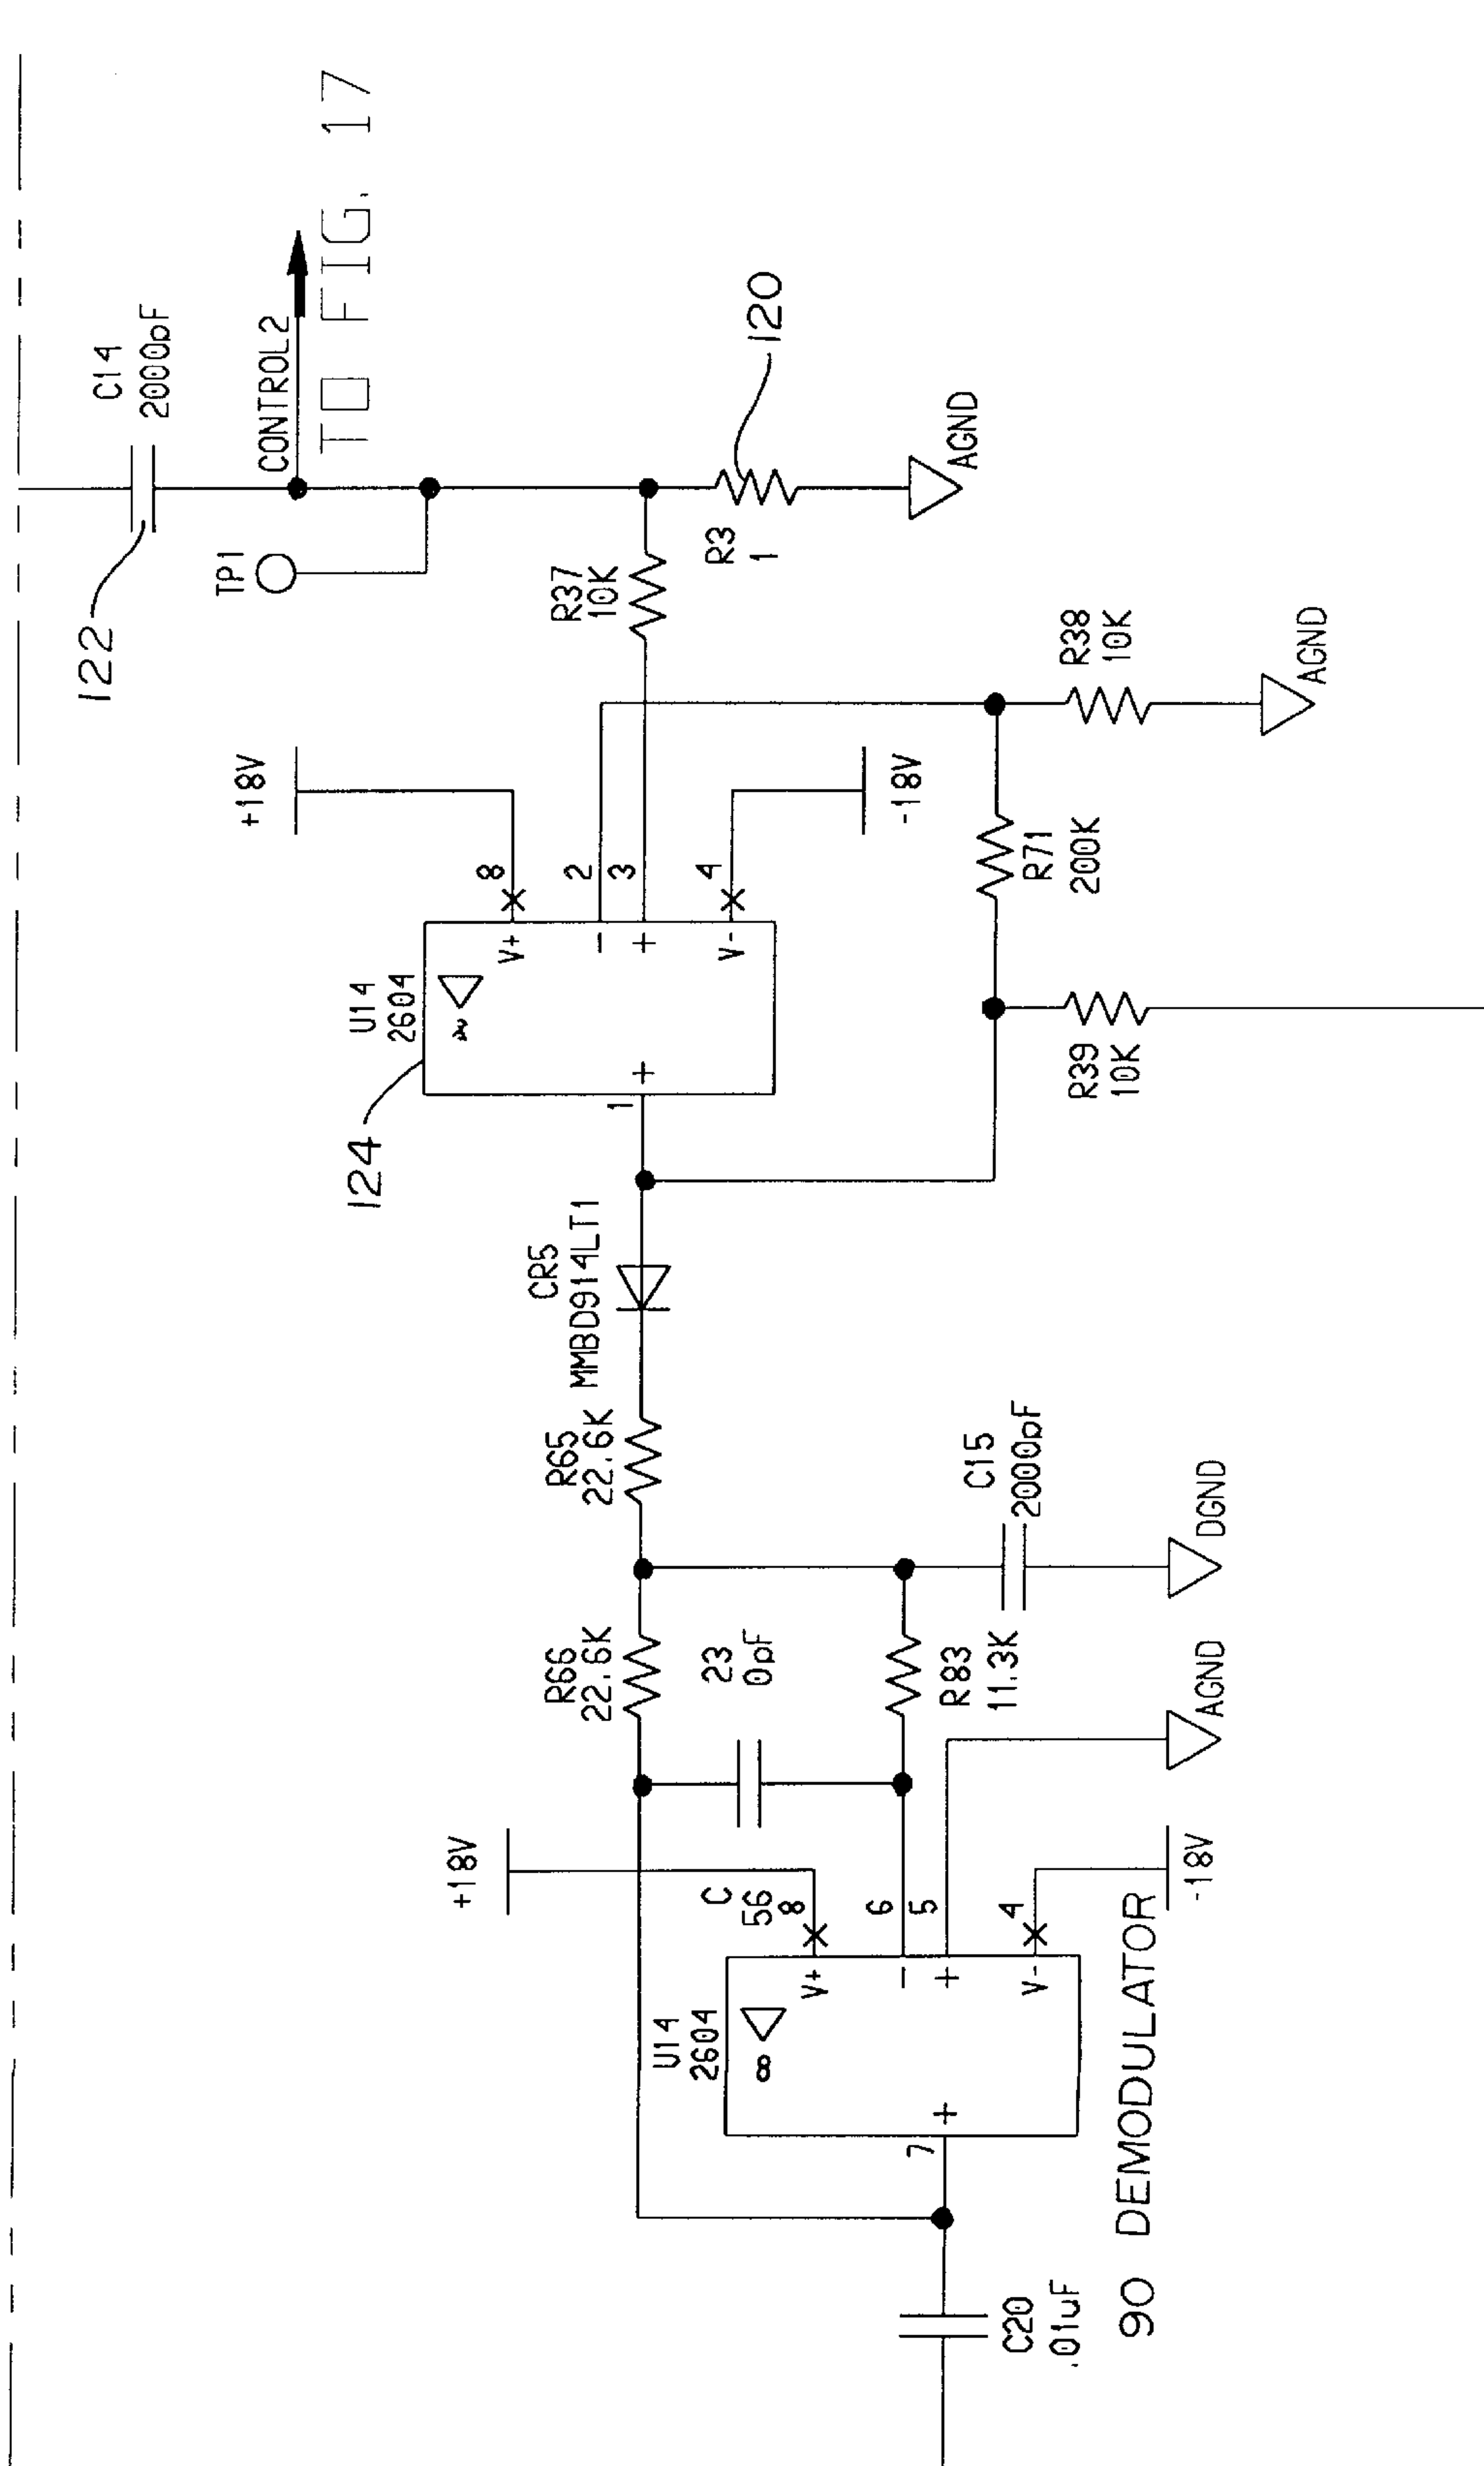 C14
2000pF
122
CONTROL2
TO FIG. 17
TP1
R37
10K
R3
1
120
AGND
+18V
124
U14
2604
8
2
3
4
V+
-
+
V-
+
1
-18V
R38
10K
AGND
R71
200K
R39
10K
CR5
MMBD914LT1
R65
22.6K
R66
22.6K
23
0pF
C
56
C15
2000pF
DGND
R83
11.3K
AGND
+18V
U14
2604
8
6
5
4
V+
-
+
V-
+
7
-18V
C20
.01uF
90 DEMODULATOR